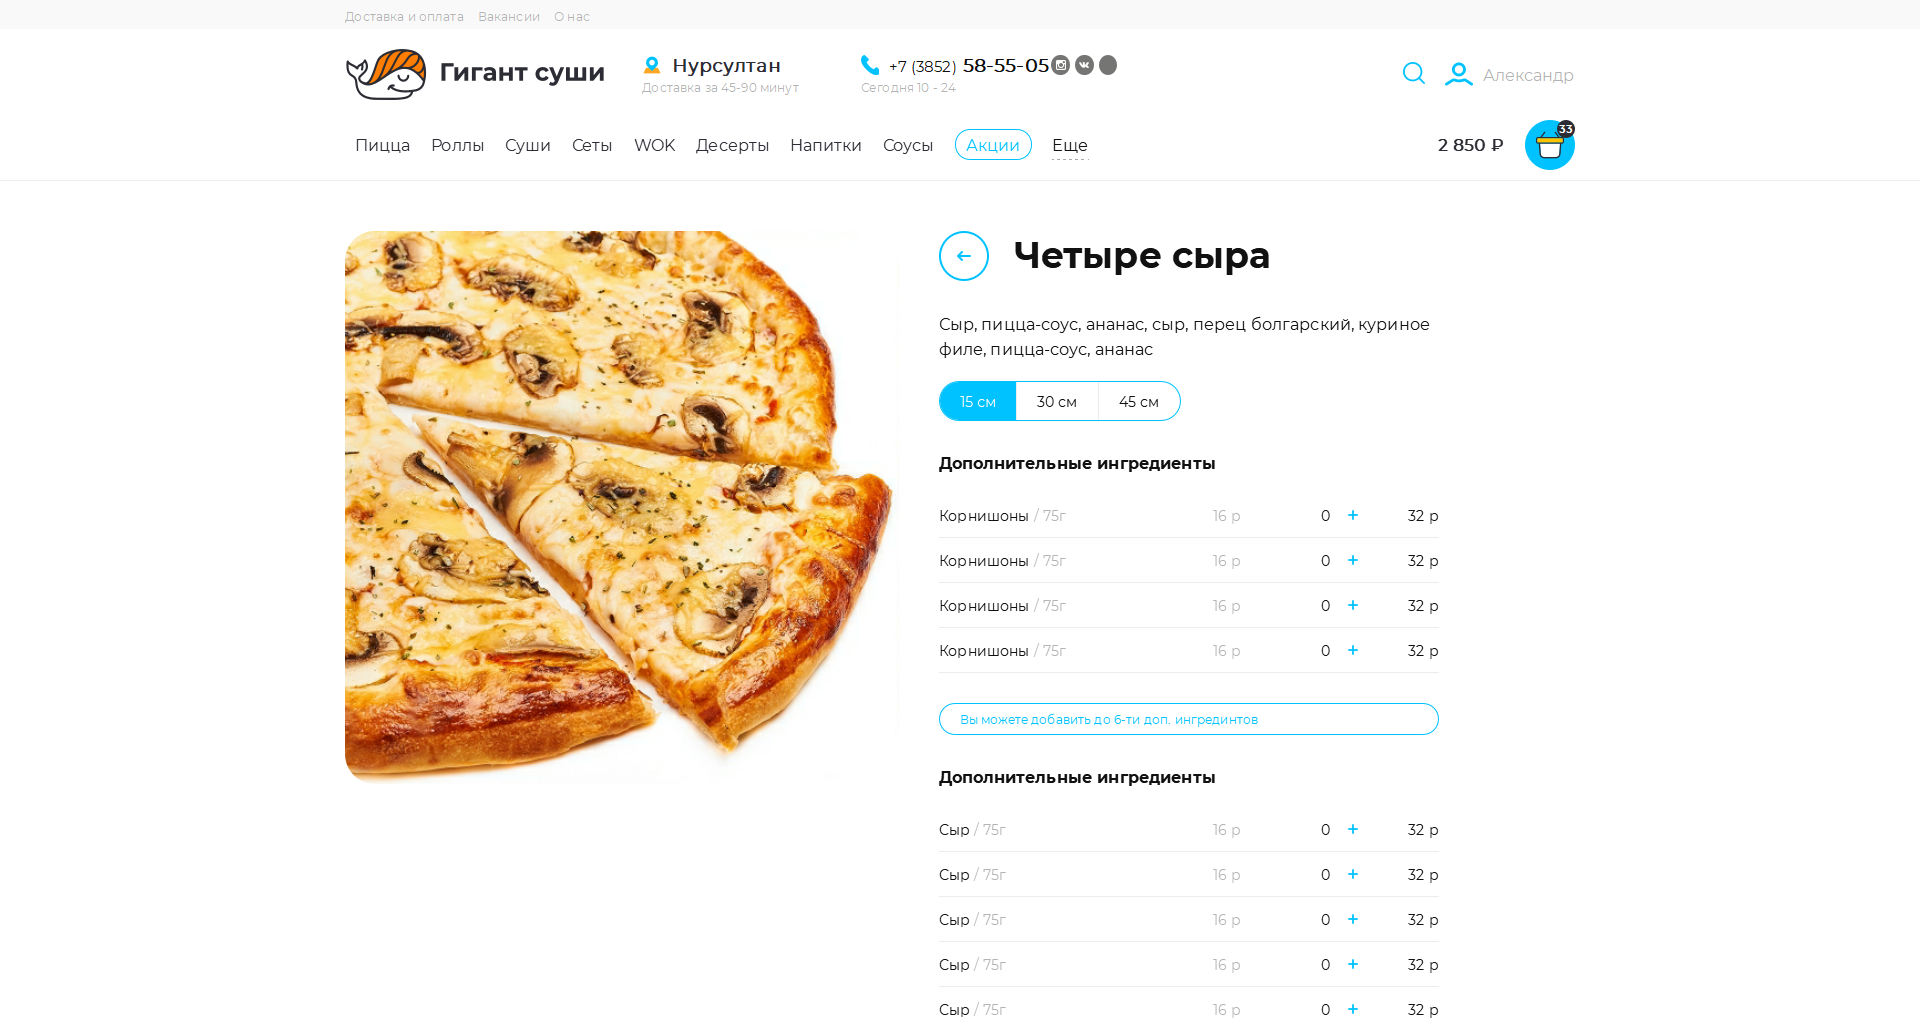 Доставка и оплата Вакансии О нас
Гигант суши
Нурсултан
Доставка за 45-90 минут
+7 (3852) 58-55-05
Сегодня 10 - 24
Александр
Пицца Роллы Суши Сеты WOK Десерты Напитки Соусы Акции Еще
2 850 ₽
33
Четыре сыра
Сыр, пицца-соус, ананас, сыр, перец болгарский, куриное
филе, пицца-соус, ананас
15 см 30 см 45 см
Дополнительные ингредиенты
Корнишоны / 75г 16 р 0 + 32 р
Корнишоны / 75г 16 р 0 + 32 р
Корнишоны / 75г 16 р 0 + 32 р
Корнишоны / 75г 16 р 0 + 32 р
Вы можете добавить до 6-ти доп. ингрединтов
Дополнительные ингредиенты
Сыр / 75г 16 р 0 + 32 р
Сыр / 75г 16 р 0 + 32 р
Сыр / 75г 16 р 0 + 32 р
Сыр / 75г 16 р 0 + 32 р
Сыр / 75г 16 р 0 + 32 р